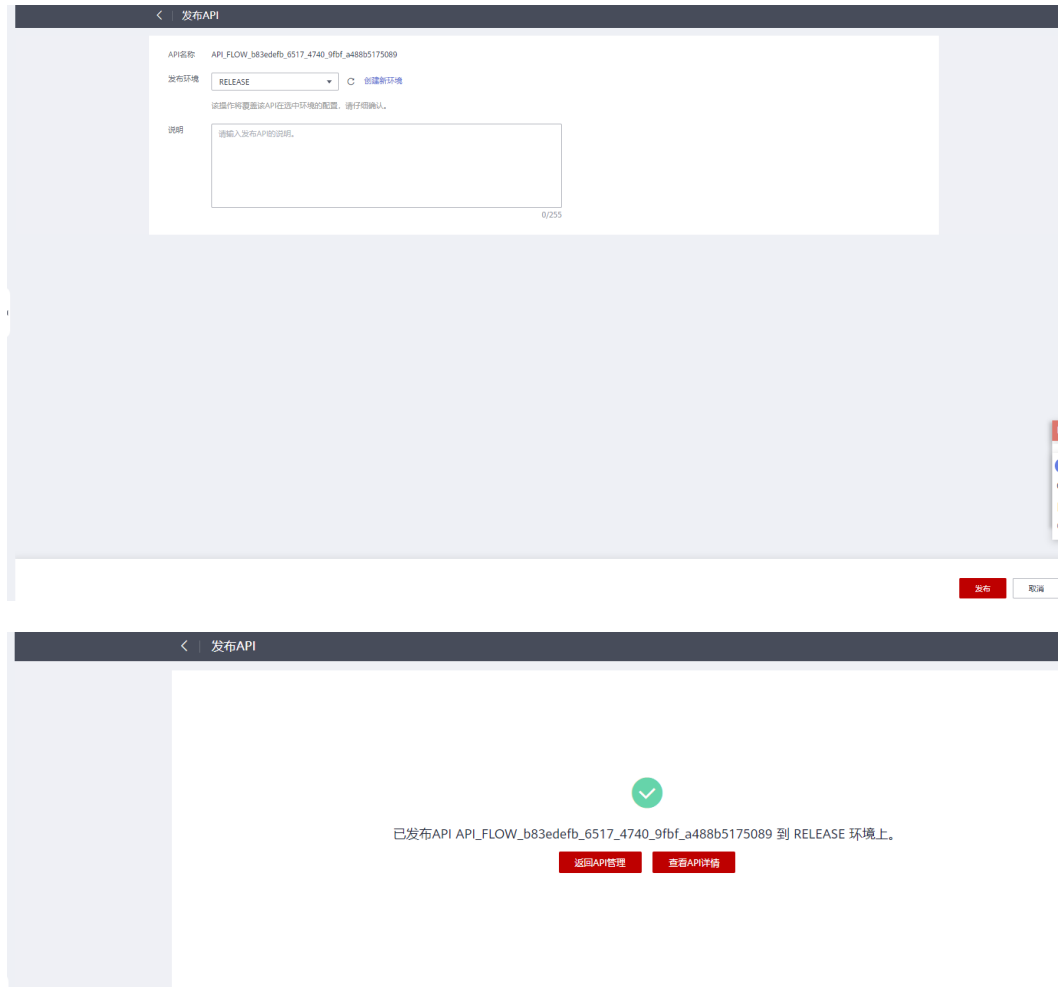 发布API
API名称 API_FLOW_b83edefb_6517_4740_9fbf_a488b5175089
发布环境 RELEASE 创建新环境
该操作将覆盖该API在选中环境的配置，请仔细确认。
说明 请输入发布API的说明。
0/255
发布 取消
发布API
已发布API API_FLOW_b83edefb_6517_4740_9fbf_a488b5175089 到 RELEASE 环境上。
返回API管理 查看API详情